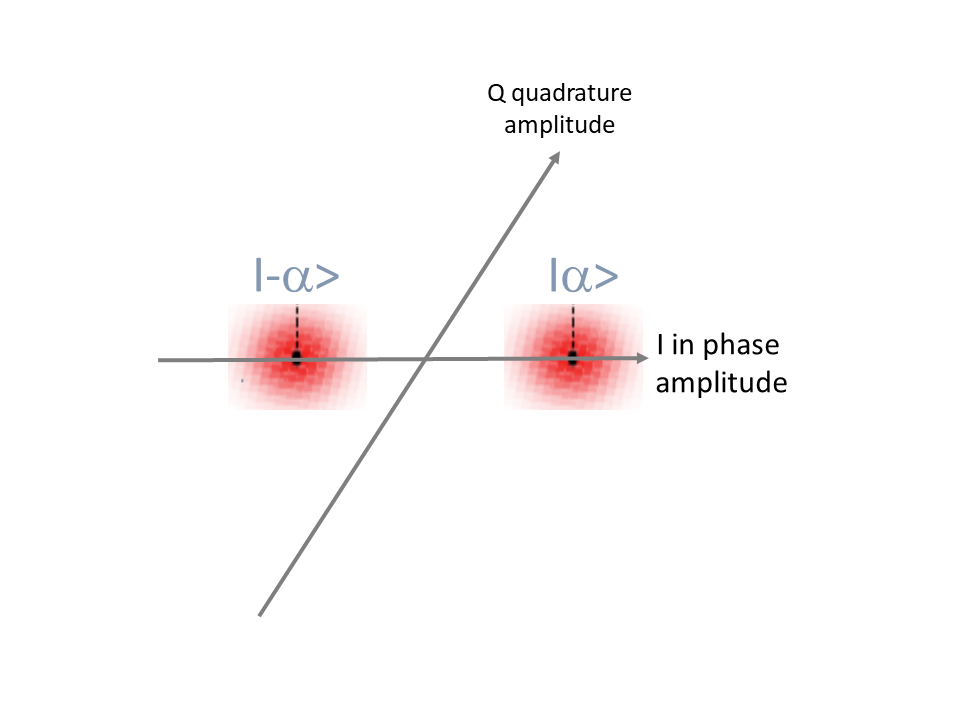 Q quadrature
amplitude
I-α>
Iα>
I in phase
amplitude